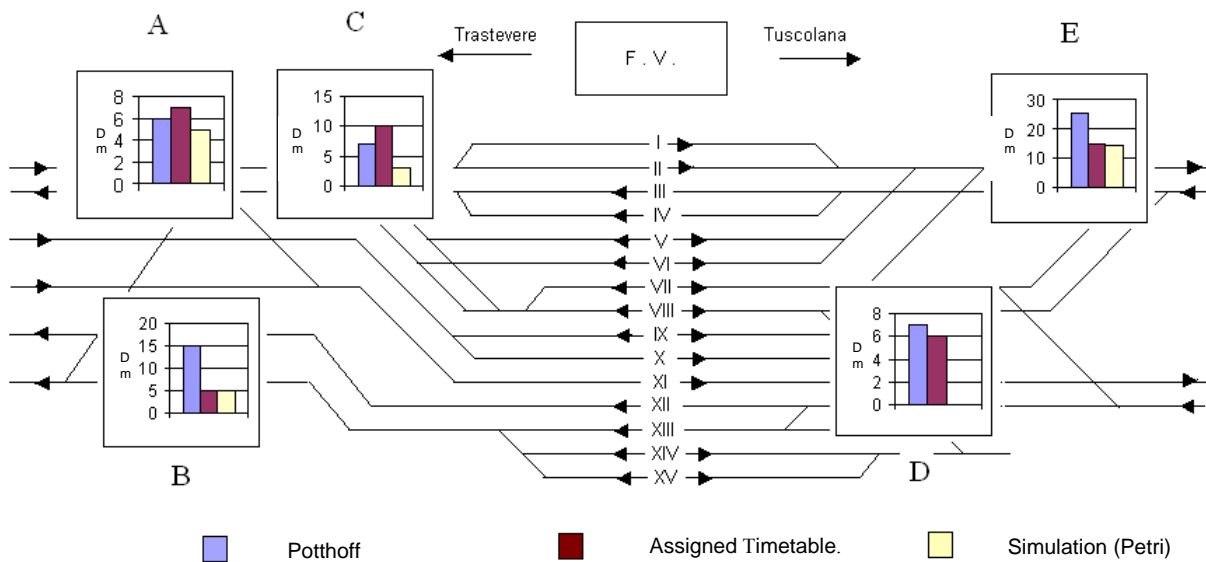 A
C
E
Trastevere
F.V.
Tuscolana
8
6
4
2
0
D
m
15
10
5
0
D
m
30
20
10
0
D
m
I
II
III
IV
V
VI
VII
VIII
IX
X
XI
XII
XIII
XIV
XV
20
15
10
5
0
D
m
8
6
4
2
0
D
m
B
D
Potthoff
Assigned Timetable.
Simulation (Petri)